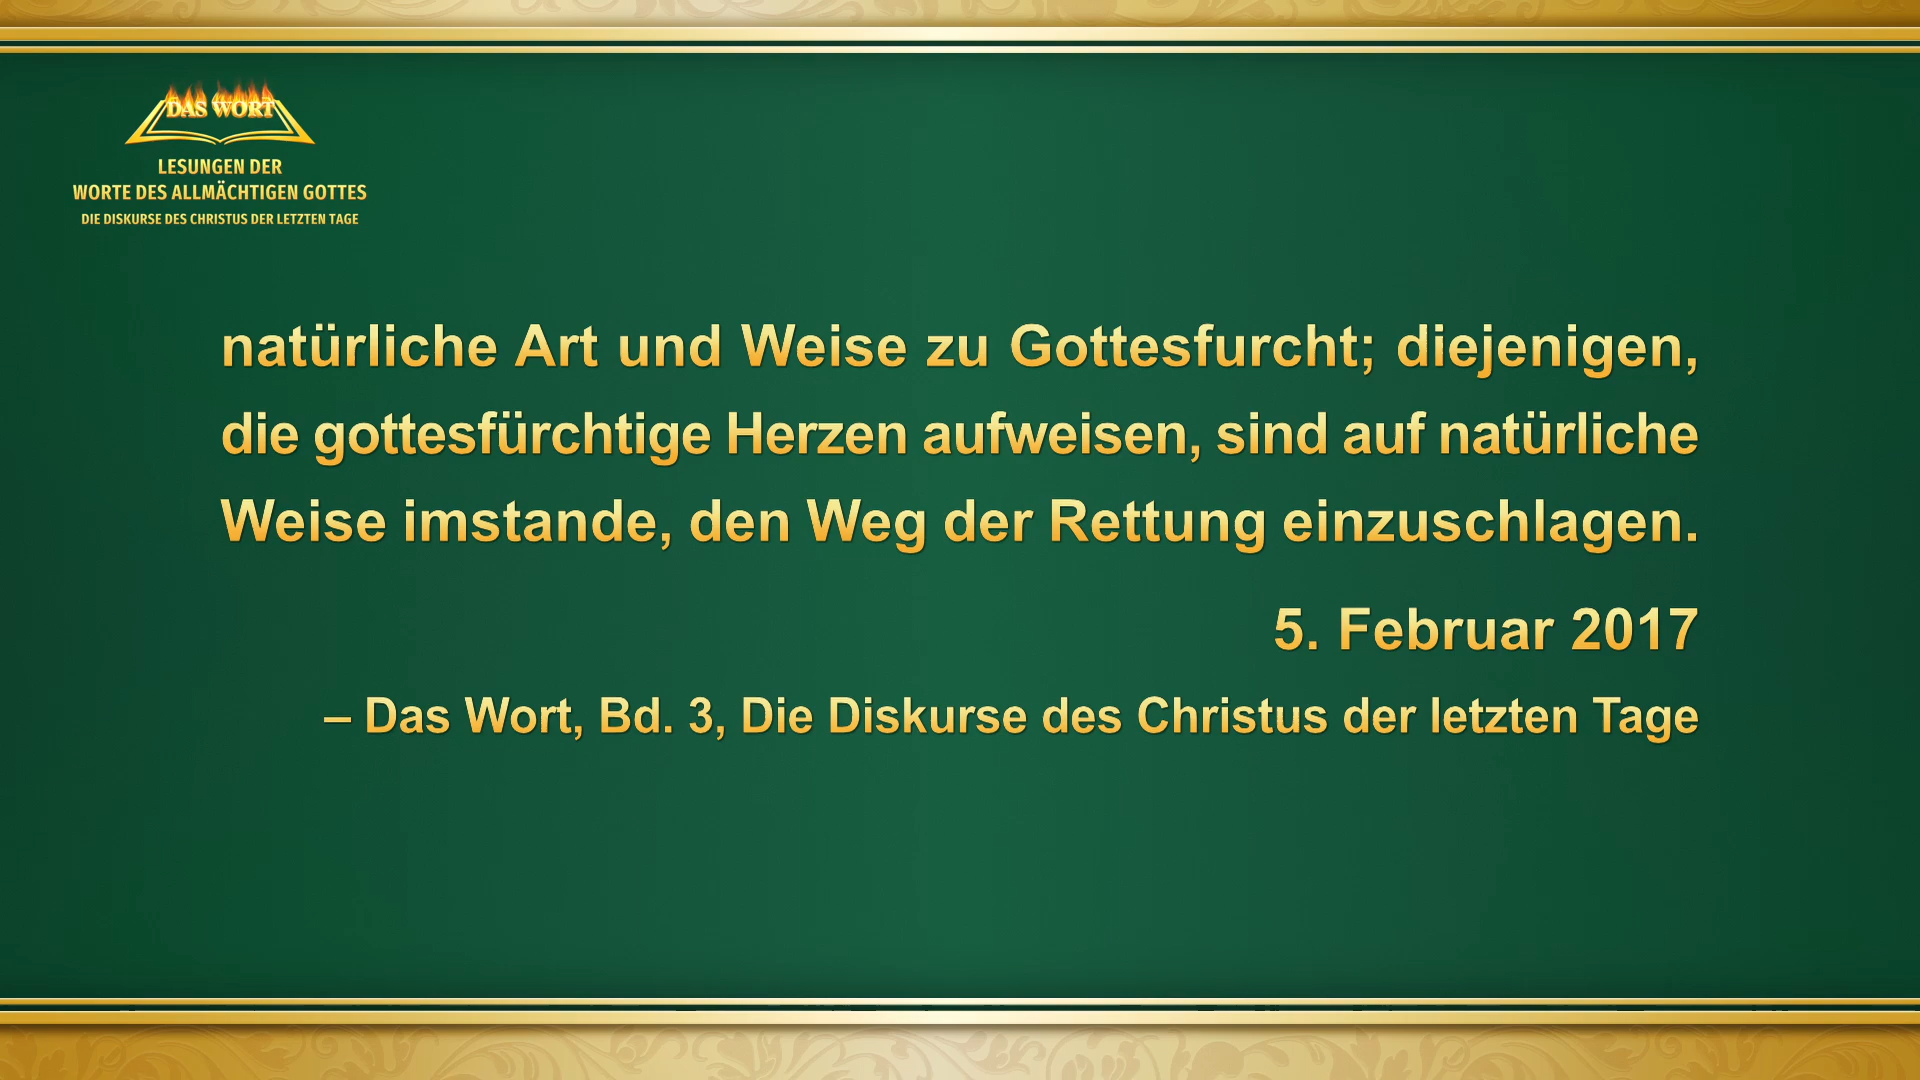 DAS WORT
LESUNGEN DER
WORTE DES ALLMÄCHTIGEN GOTTES
DIE DISKURSE DES CHRISTUS DER LETZTEN TAGE
natürliche Art und Weise zu Gottesfurcht; diejenigen,
die gottesfürchtige Herzen aufweisen, sind auf natürliche
Weise imstande, den Weg der Rettung einzuschlagen.
5. Februar 2017
– Das Wort, Bd. 3, Die Diskurse des Christus der letzten Tage